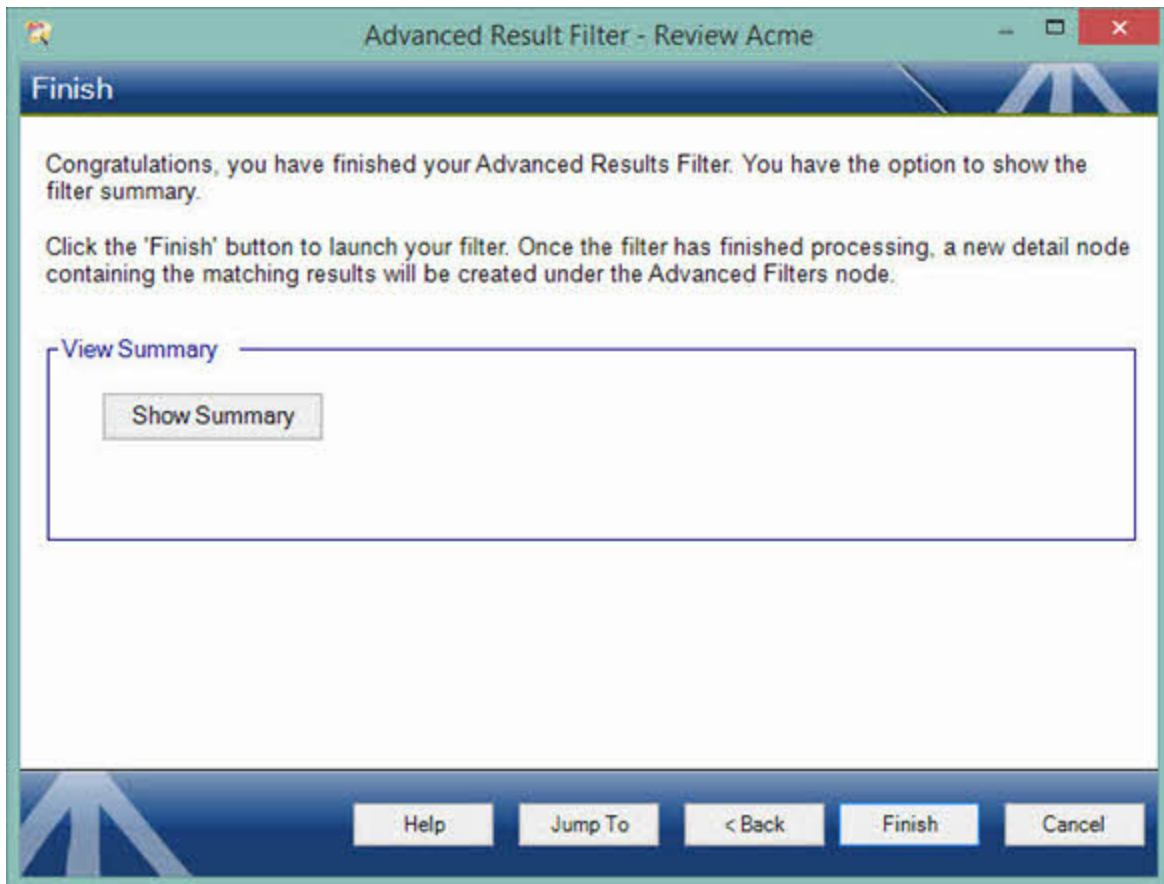 Advanced Result Filter - Review Acme
Finish
Congratulations, you have finished your Advanced Results Filter. You have the option to show the
filter summary.
Click the 'Finish' button to launch your filter. Once the filter has finished processing, a new detail node
containing the matching results will be created under the Advanced Filters node.
View Summary
Show Summary
Help
Jump To
< Back
Finish
Cancel